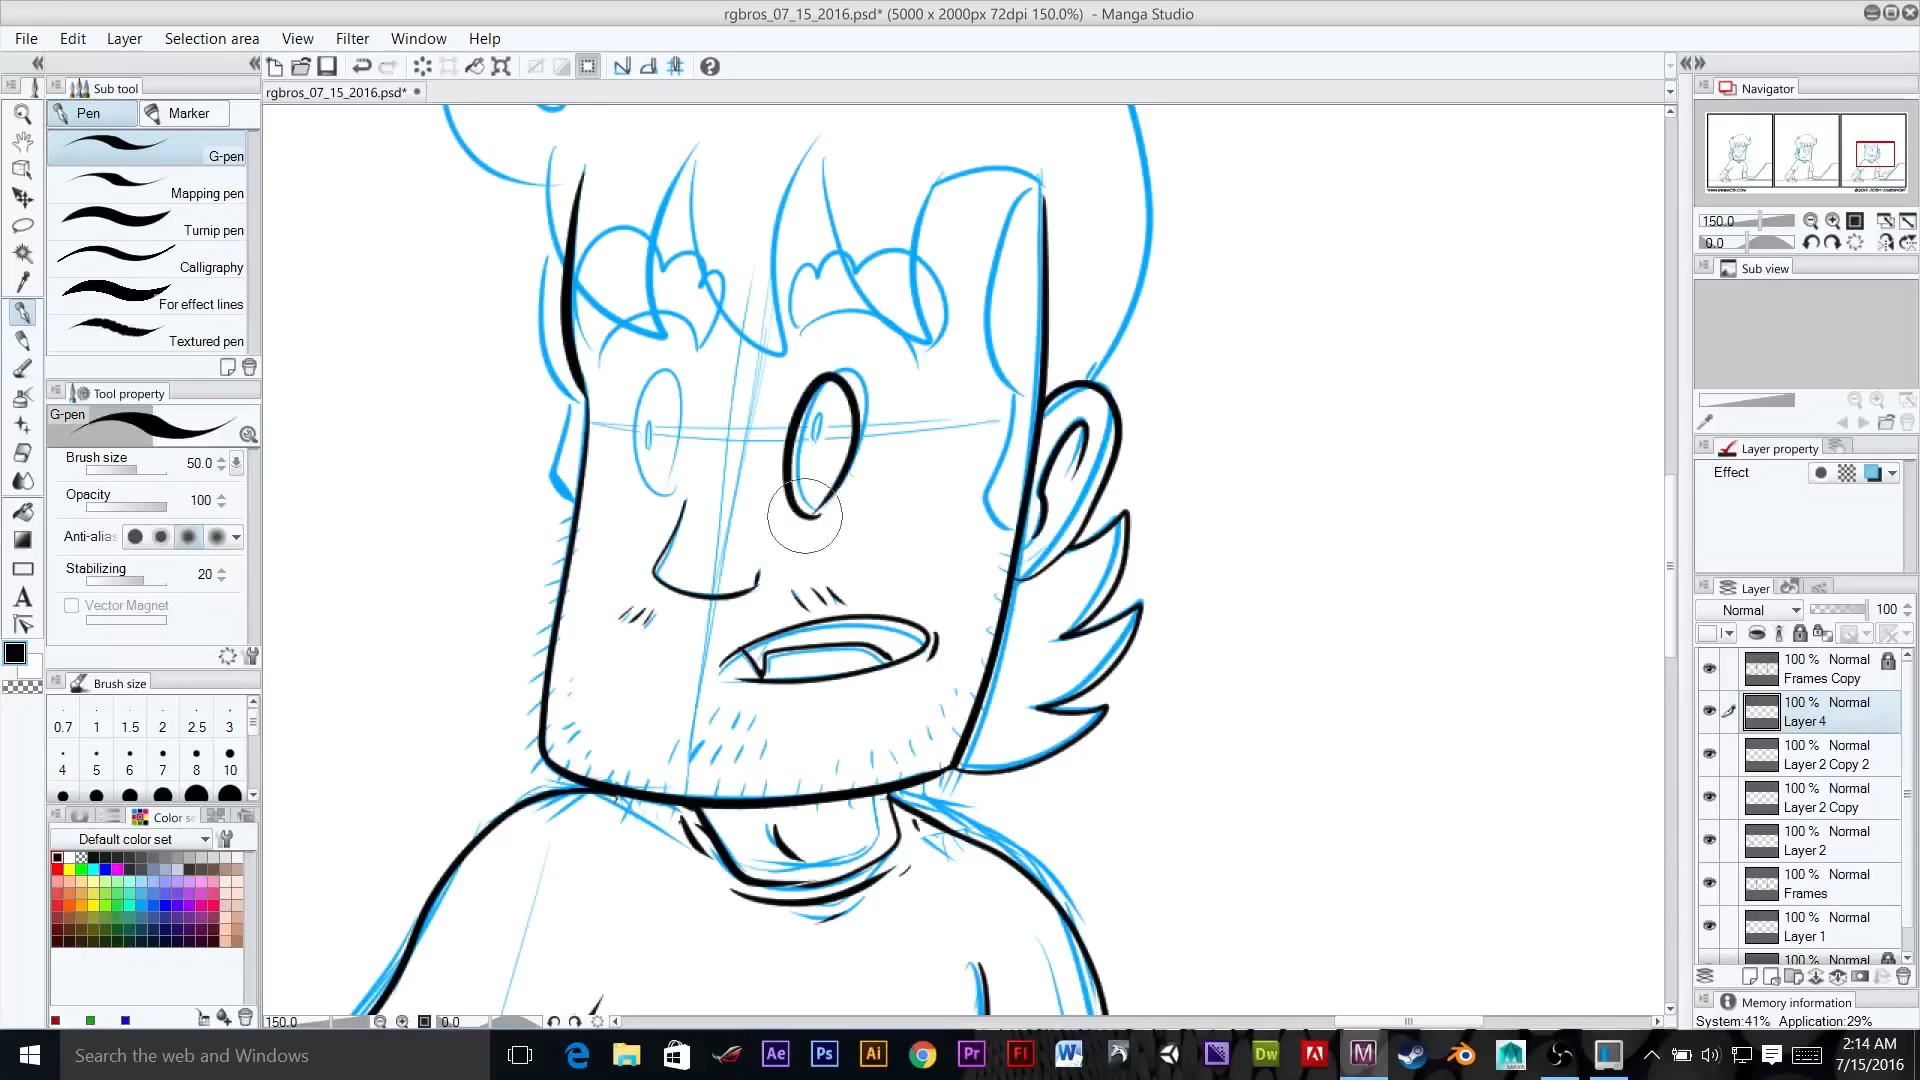 rgbros_07_15_2016.psd* (5000 x 2000px 72dpi 150.0%) - Manga Studio
File Edit Layer Selection area View Filter Window Help
rgbros_07_15_2016.psd*
Sub tool
Pen Marker
G-pen
Mapping pen
Turnip pen
Calligraphy
For effect lines
Textured pen
Tool property
G-pen
Brush size 50.0
Opacity 100
Anti-alias
Stabilizing 20
Vector Magnet
Brush size
0.7 1 1.5 2 2.5 3
4 5 6 7 8 10
Color se
Default color set
150.0 0.0
Navigator
150.0
0.0
Sub view
Layer property
Effect
Layer
Normal 100
100 % Normal
Frames Copy
100 % Normal
Layer 4
100 % Normal
Layer 2 Copy 2
100 % Normal
Layer 2 Copy
100 % Normal
Layer 2
100 % Normal
Frames
100 % Normal
Layer 1
100 % Normal
Memory information
System:41% Application:29%
Search the web and Windows
Ae Ps Ai Pr Fl W Dw M MAYA
2:14 AM
7/15/2016